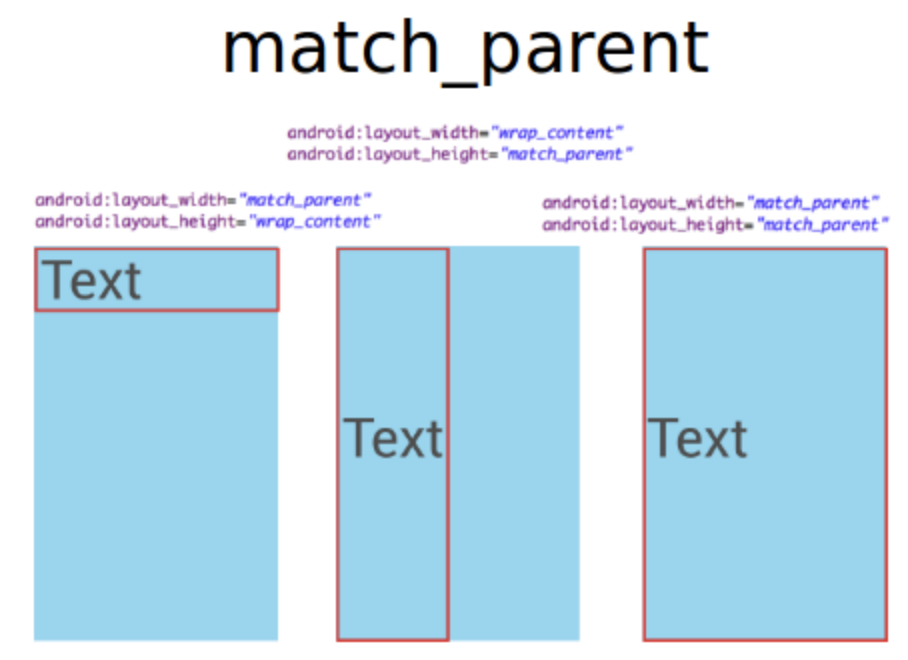 match_parent
android:layout_width="wrap_content"
android:layout_height="match_parent"
android:layout_width="match_parent"
android:layout_height="wrap_content"
android:layout_width="match_parent"
android:layout_height="match_parent"
Text
Text
Text